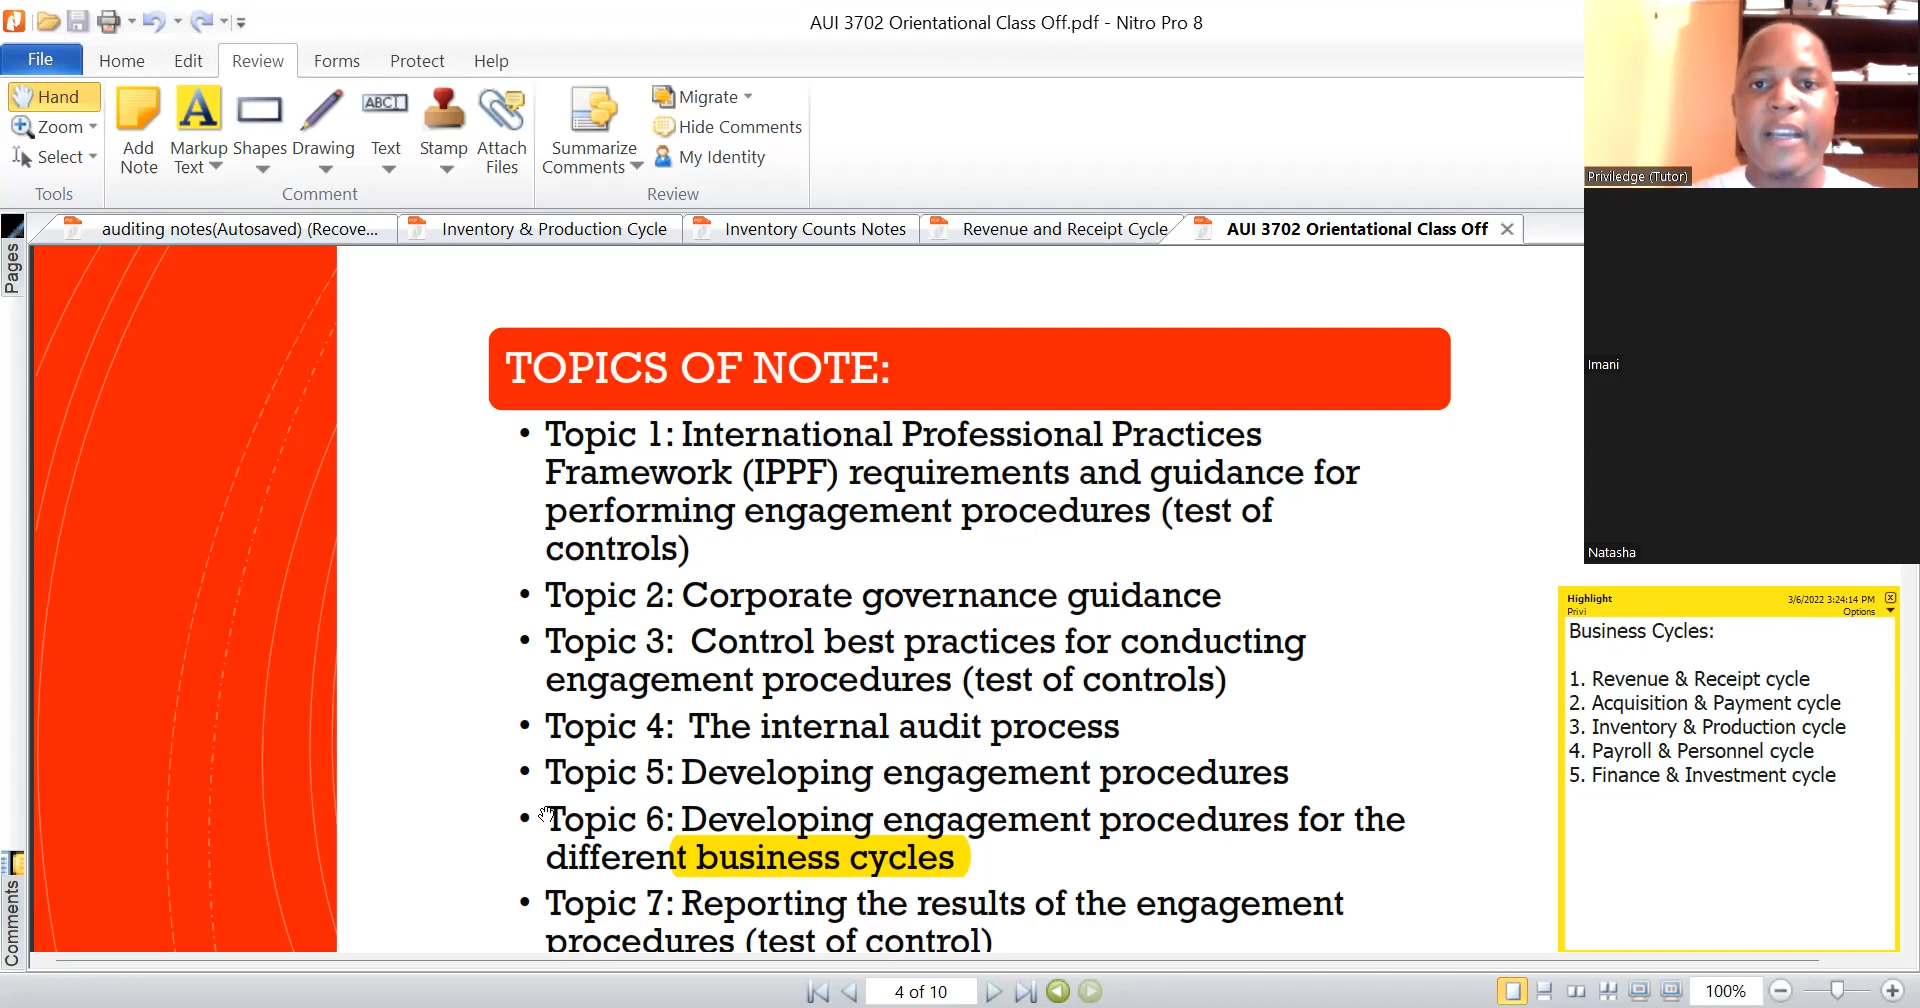 AUI 3702 Orientational Class Off.pdf - Nitro Pro 8
File Home Edit Review Forms Protect Help
Hand
Zoom
Select
Tools
Add Note
Markup Text
Shapes
Drawing
ABC
Text
Stamp
Attach Files
Comment
Summarize Comments
Migrate
Hide Comments
My Identity
Review
Priviledge (Tutor)
Imani
Natasha
auditing notes(Autosaved) (Recove...
Inventory & Production Cycle
Inventory Counts Notes
Revenue and Receipt Cycle
AUI 3702 Orientational Class Off
Pages
Comments
TOPICS OF NOTE:
• Topic 1: International Professional Practices
Framework (IPPF) requirements and guidance for
performing engagement procedures (test of
controls)
• Topic 2: Corporate governance guidance
• Topic 3: Control best practices for conducting
engagement procedures (test of controls)
• Topic 4: The internal audit process
• Topic 5: Developing engagement procedures
• Topic 6: Developing engagement procedures for the
different business cycles
• Topic 7: Reporting the results of the engagement
procedures (test of control)
Highlight 3/6/2022 3:24:14 PM
Privi Options
Business Cycles:
1. Revenue & Receipt cycle
2. Acquisition & Payment cycle
3. Inventory & Production cycle
4. Payroll & Personnel cycle
5. Finance & Investment cycle
4 of 10
100%